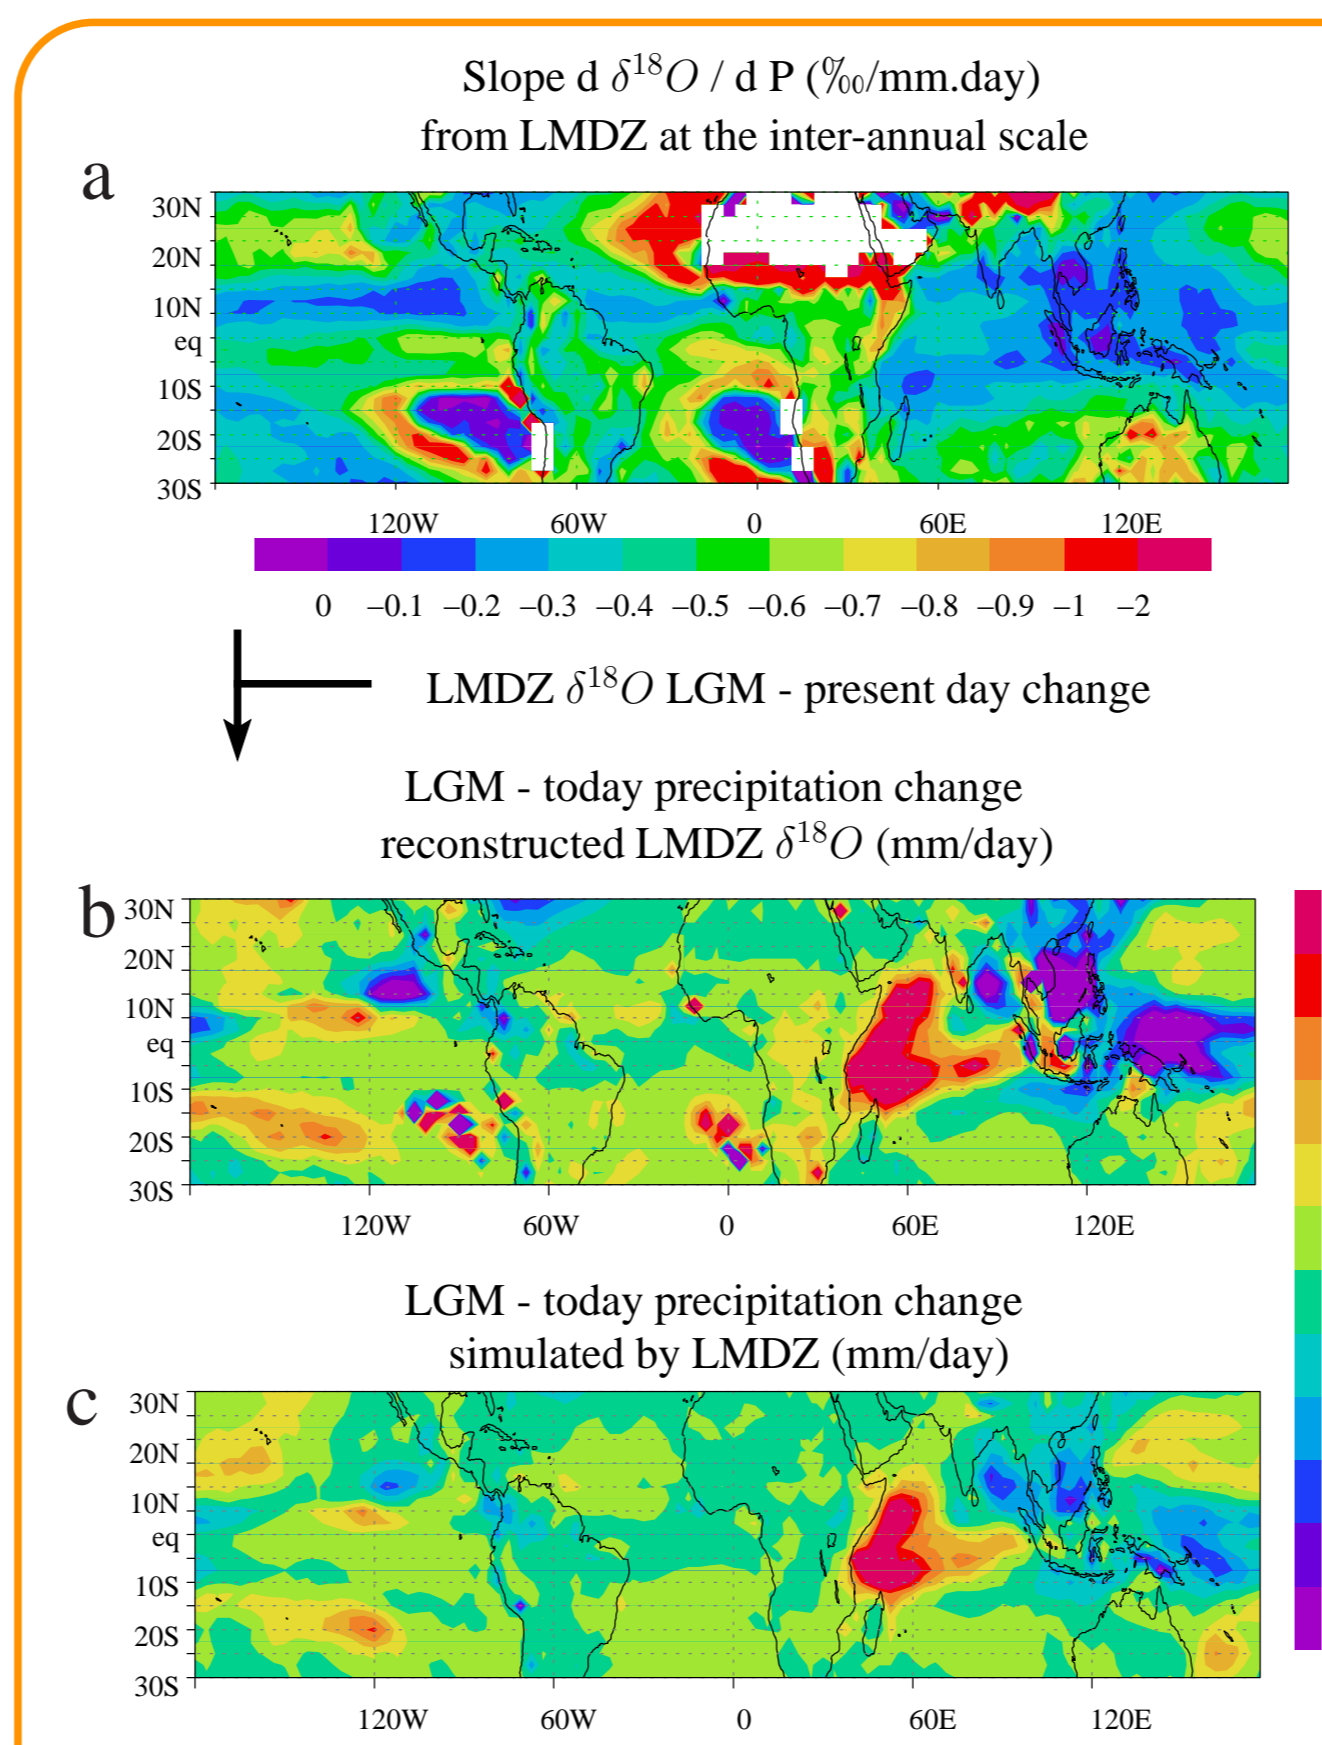 Slope d δ¹⁸O / d P (‰/mm.day)
from LMDZ at the inter-annual scale
a
30N
20N
10N
eq
10S
20S
30S
120W 60W 0 60E 120E
0 −0.1 −0.2 −0.3 −0.4 −0.5 −0.6 −0.7 −0.8 −0.9 −1 −2
LMDZ δ¹⁸O LGM - present day change
LGM - today precipitation change
reconstructed LMDZ δ¹⁸O (mm/day)
b
30N
20N
10N
eq
10S
20S
30S
120W 60W 0 60E 120E
LGM - today precipitation change
simulated by LMDZ (mm/day)
c
30N
20N
10N
eq
10S
20S
30S
120W 60W 0 60E 120E